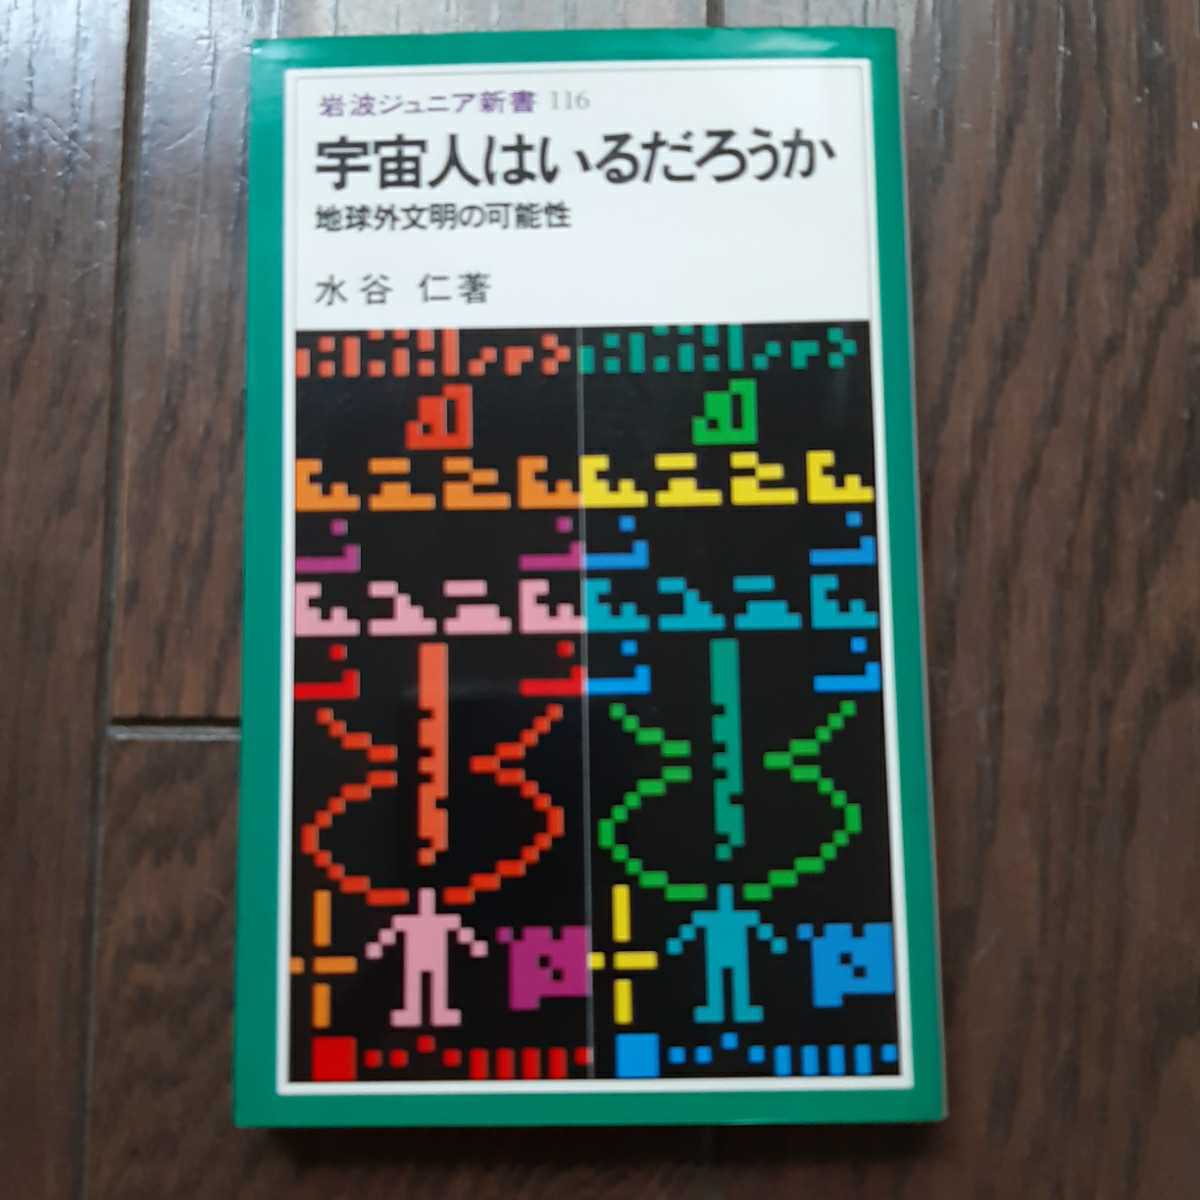 岩波ジュニア新書 116
宇宙人はいるだろうか
地球外文明の可能性
水谷 仁著